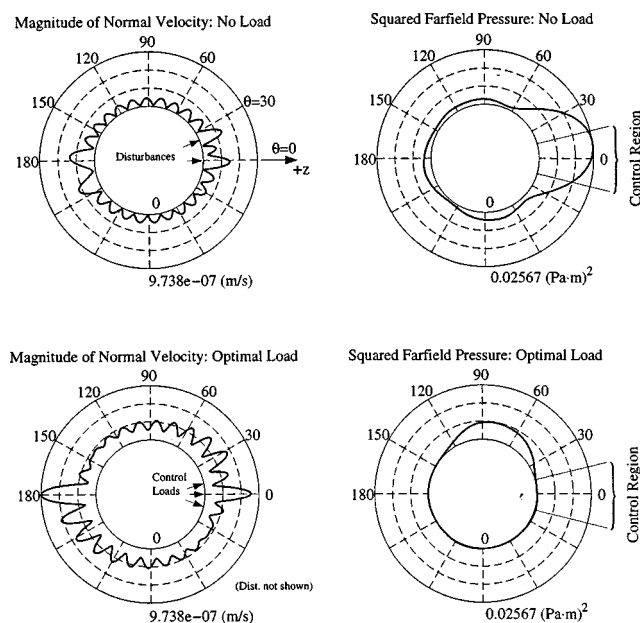 Magnitude of Normal Velocity: No Load
90
120
60
150
θ=30
Disturbances
θ=0
+z
180
0
9.738e−07 (m/s)
Squared Farfield Pressure: No Load
90
120
60
150
30
180
0
0
Control Region
0.02567 (Pa·m)²
Magnitude of Normal Velocity: Optimal Load
90
120
60
150
30
Control
Loads
180
0
0
(Dist. not shown)
9.738e−07 (m/s)
Squared Farfield Pressure: Optimal Load
90
120
60
150
30
180
0
0
Control Region
0.02567 (Pa·m)²